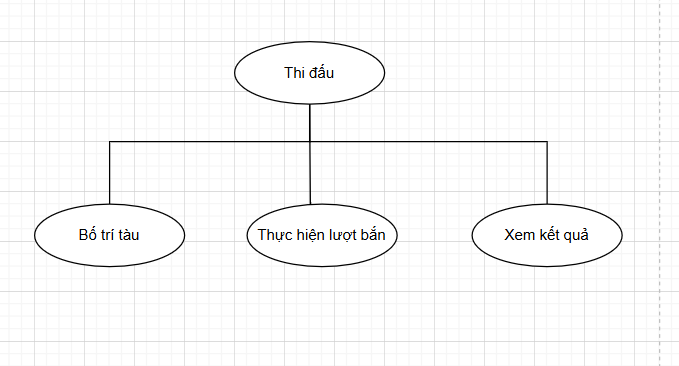 Thi đấu
Bố trí tàu
Thực hiện lượt bắn
Xem kết quả